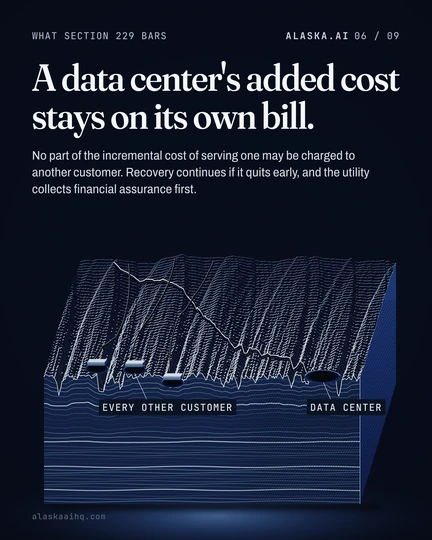 WHAT SECTION 229 BARS
ALASKA.AI 06 / 09
A data center's added cost
stays on its own bill.
No part of the incremental cost of serving one may be charged to
another customer. Recovery continues if it quits early, and the utility
collects financial assurance first.
EVERY OTHER CUSTOMER
DATA CENTER
alaskaaihq.com